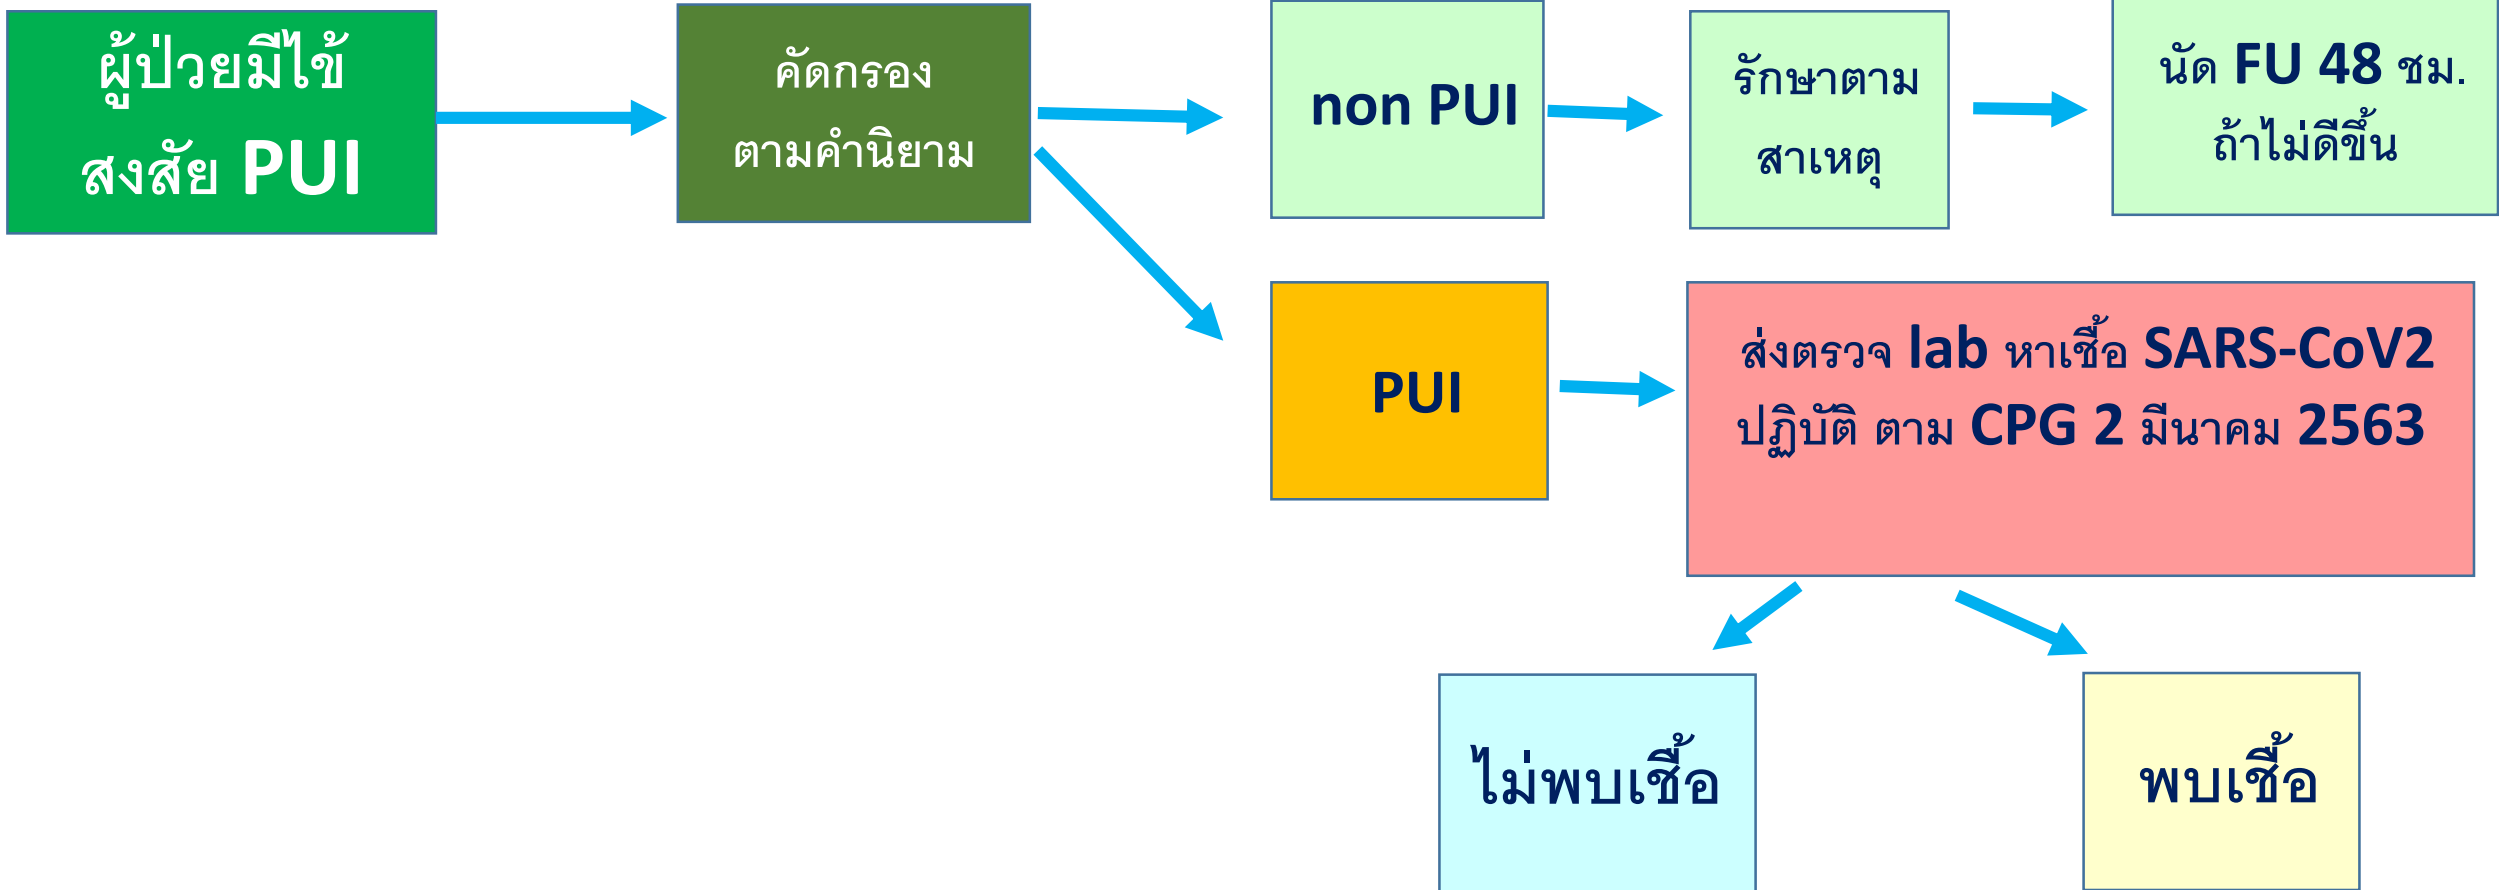 ผู้ป่วยมีไข้
สงสัย PUI
คัดกรอง
ตามคำนิยาม
non PUI
รักษาตาม
สาเหตุ
นัด FU 48 ชม.
ถ้าไม่ดีขึ้น
PUI
ส่งตรวจ lab หาเชื้อ SARS-CoV2
ปฏิบัติ ตาม CPG 2 มีนาคม 2563
ไม่พบเชื้อ
พบเชื้อ